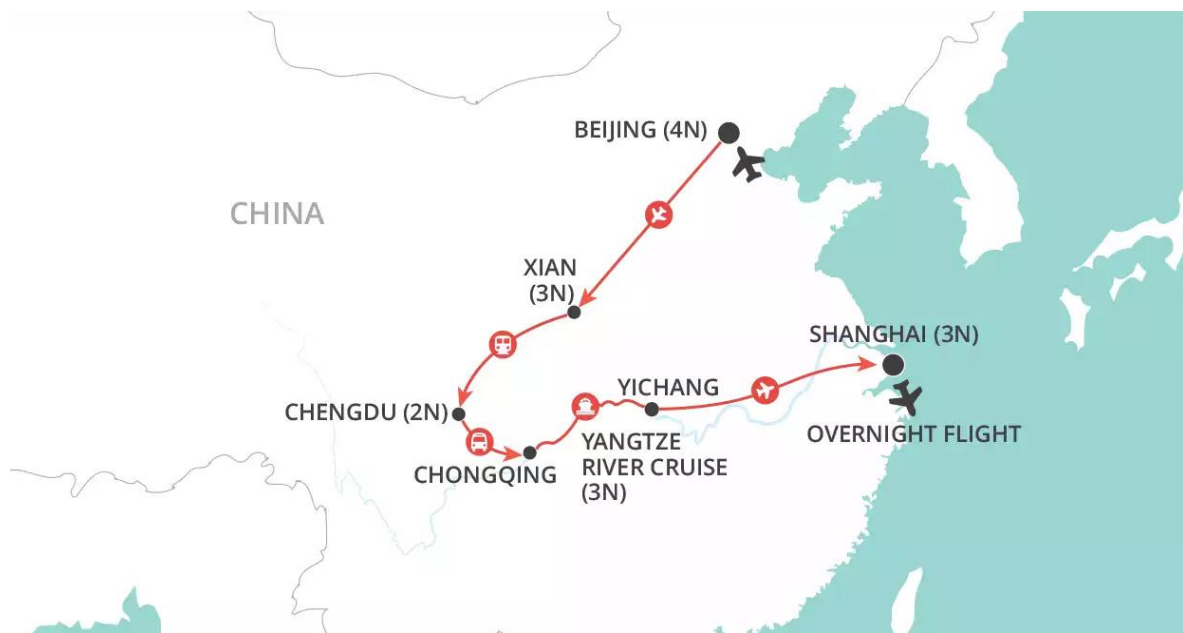 BEIJING (4N)
CHINA
XIAN
(3N)
SHANGHAI (3N)
YICHANG
CHENGDU (2N)
OVERNIGHT FLIGHT
CHONGQING
YANGTZE
RIVER CRUISE
(3N)